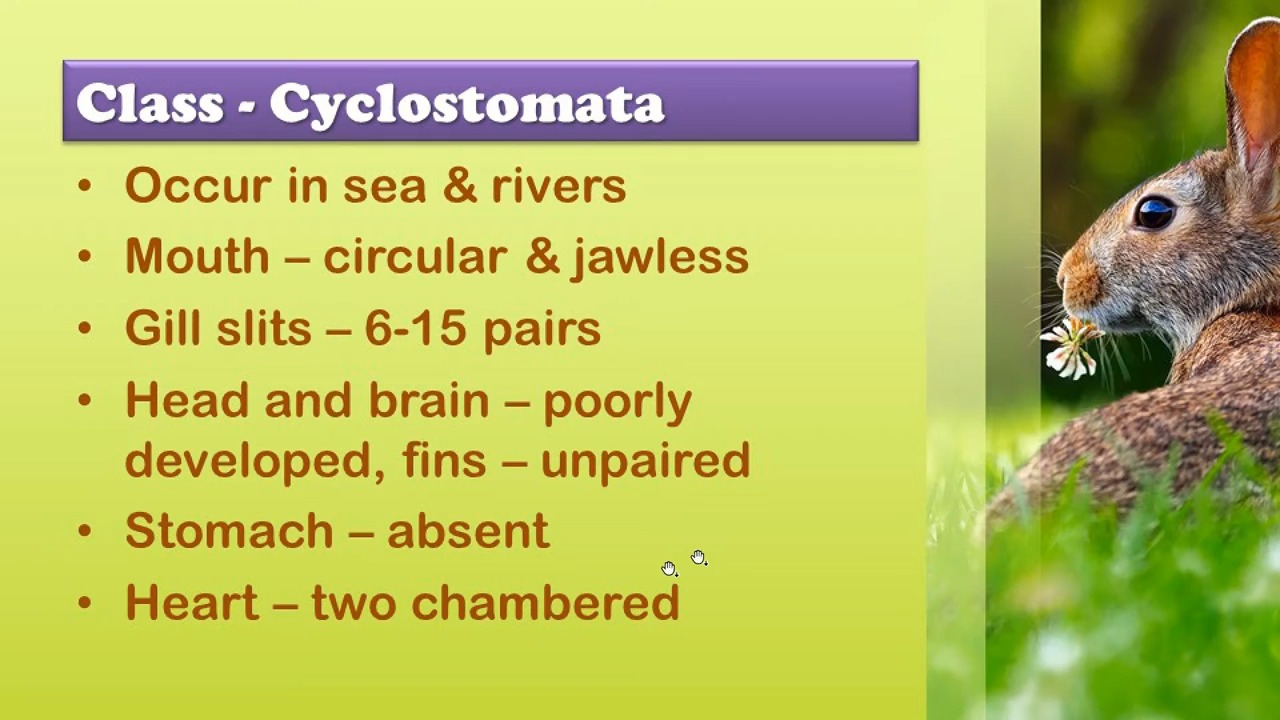 Class - Cyclostomata
• Occur in sea & rivers
• Mouth – circular & jawless
• Gill slits – 6-15 pairs
• Head and brain – poorly
developed, fins – unpaired
• Stomach – absent
• Heart – two chambered